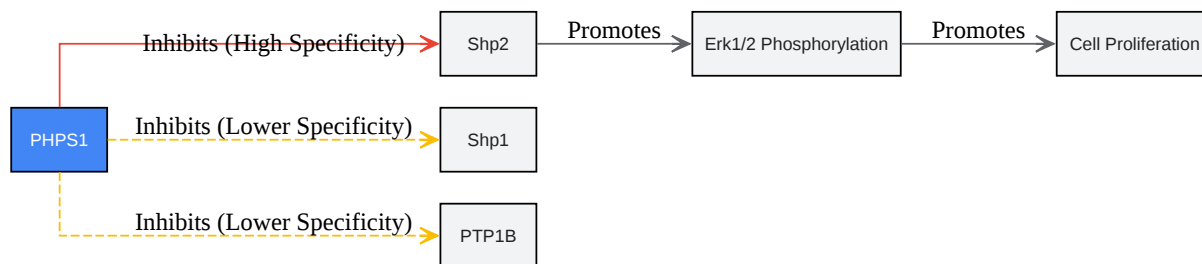 Inhibits (High Specificity)
Shp2
Promotes
Erk1/2 Phosphorylation
Promotes
Cell Proliferation
PHPS1
Inhibits (Lower Specificity)
Shp1
Inhibits (Lower Specificity)
PTP1B